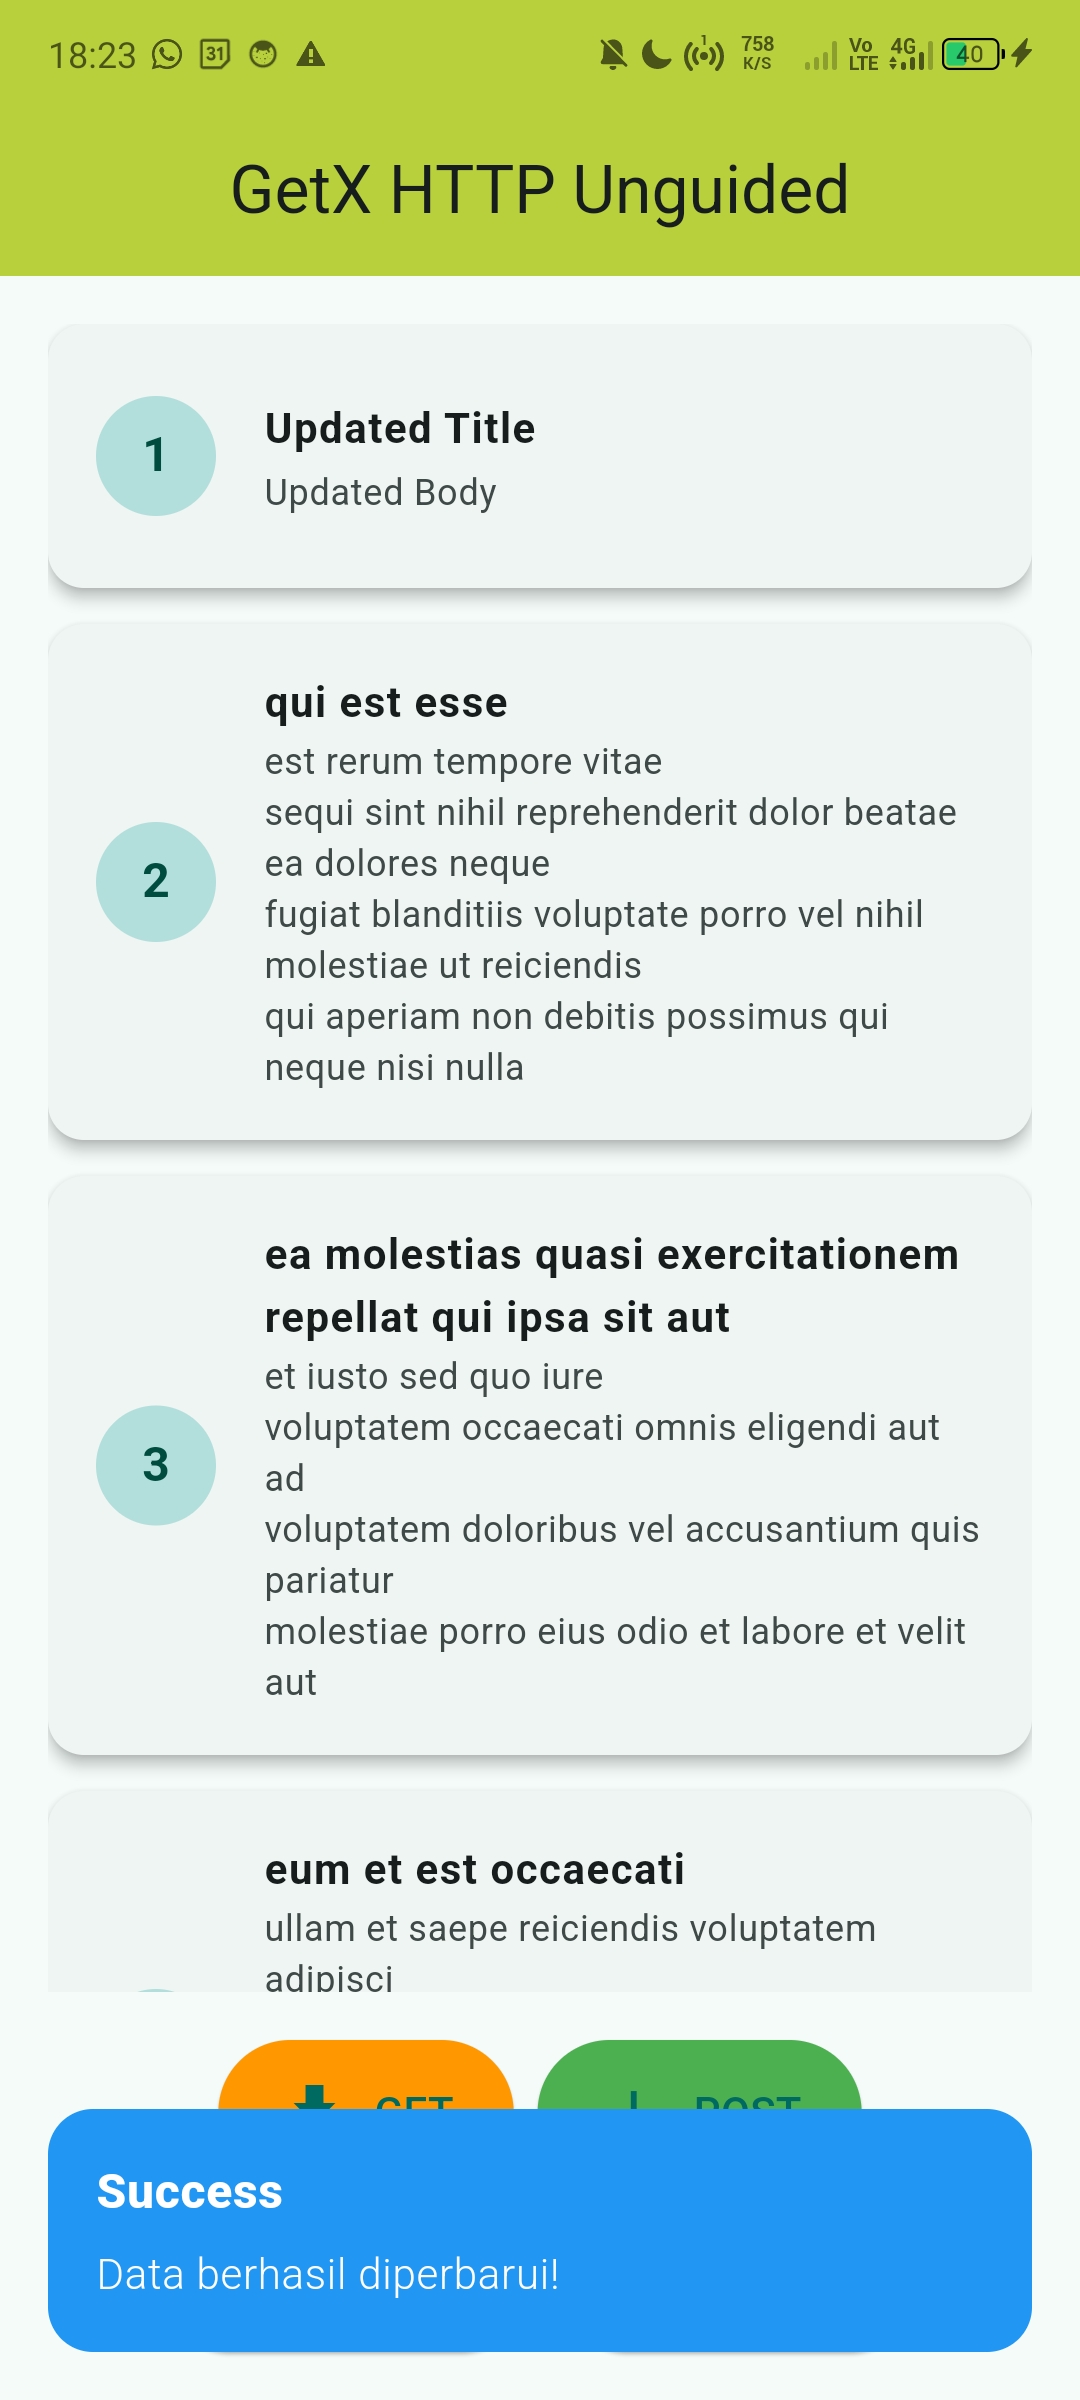 18:23
31
1
758
K/S
Vo
LTE
4G
40
GetX HTTP Unguided
1
Updated Title
Updated Body
2
qui est esse
est rerum tempore vitae
sequi sint nihil reprehenderit dolor beatae
ea dolores neque
fugiat blanditiis voluptate porro vel nihil
molestiae ut reiciendis
qui aperiam non debitis possimus qui
neque nisi nulla
3
ea molestias quasi exercitationem
repellat qui ipsa sit aut
et iusto sed quo iure
voluptatem occaecati omnis eligendi aut
ad
voluptatem doloribus vel accusantium quis
pariatur
molestiae porro eius odio et labore et velit
aut
eum et est occaecati
ullam et saepe reiciendis voluptatem
adipisci
GET
POST
Success
Data berhasil diperbarui!